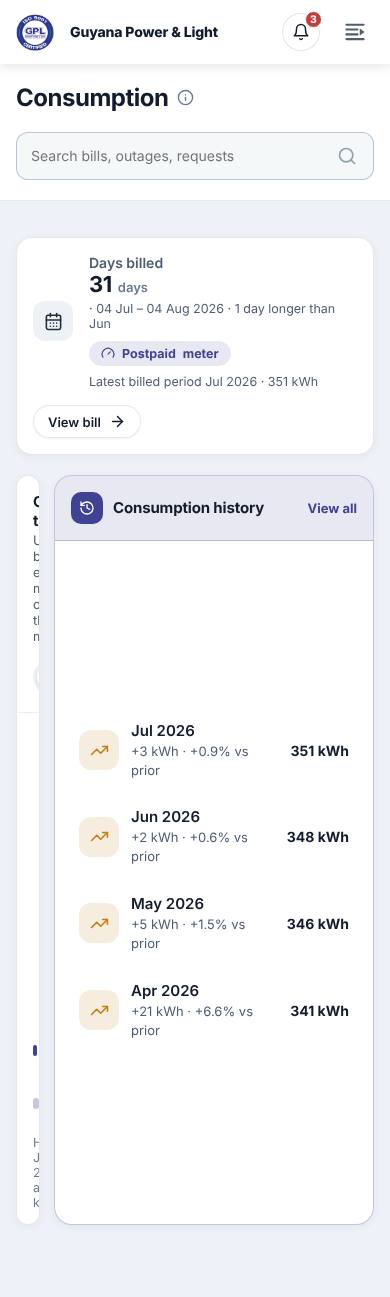 ISO 9001
GPL
CERTIFIED
Guyana Power & Light
3
Consumption
Search bills, outages, requests
Days billed
31 days
· 04 Jul – 04 Aug 2026 · 1 day longer than
Jun
Postpaid meter
Latest billed period Jul 2026 · 351 kWh
View bill
Consumption history
View all
Jul 2026
+3 kWh · +0.9% vs
prior
351 kWh
Jun 2026
+2 kWh · +0.6% vs
prior
348 kWh
May 2026
+5 kWh · +1.5% vs
prior
346 kWh
Apr 2026
+21 kWh · +6.6% vs
prior
341 kWh